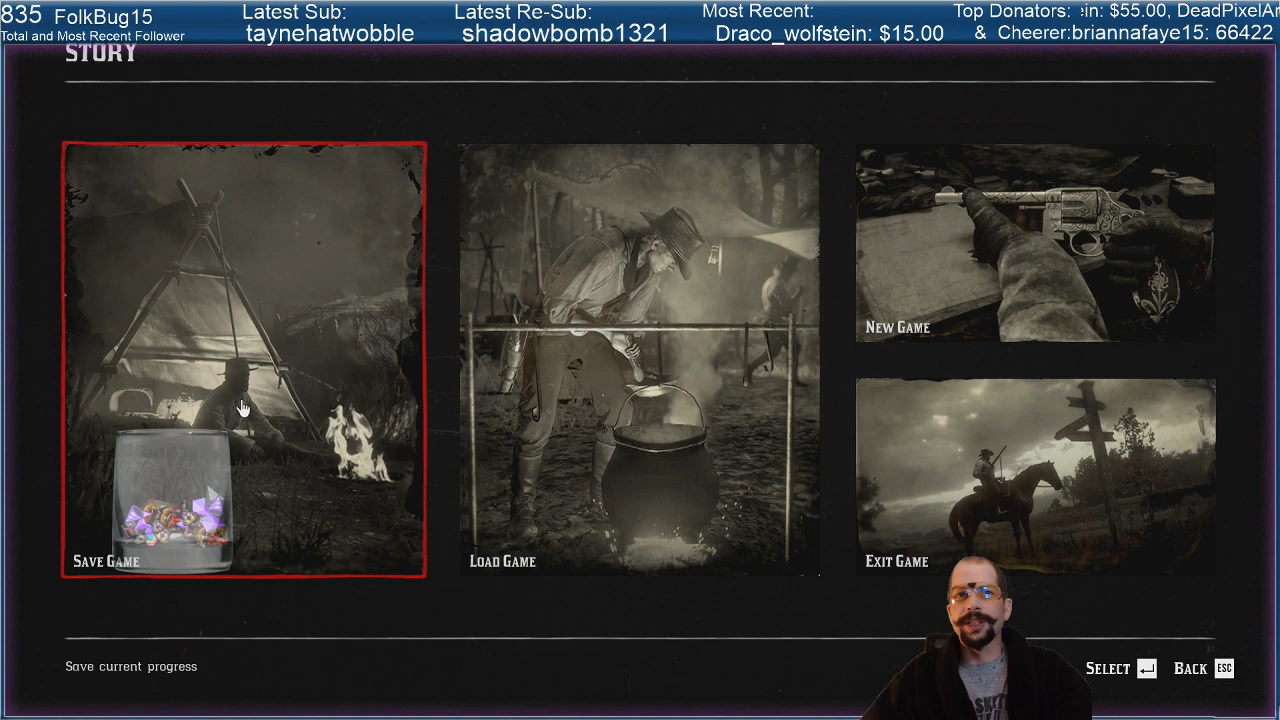 835 FolkBug15
Total and Most Recent Follower
Latest Sub:
taynehatwobble
Latest Re-Sub:
shadowbomb1321
Most Recent:
Draco_wolfstein: $15.00
Top Donators: in: $55.00, DeadPixelAr
& Cheerer:briannafaye15: 66422
STORY
SAVE GAME
LOAD GAME
NEW GAME
EXIT GAME
Save current progress
SELECT
BACK ESC